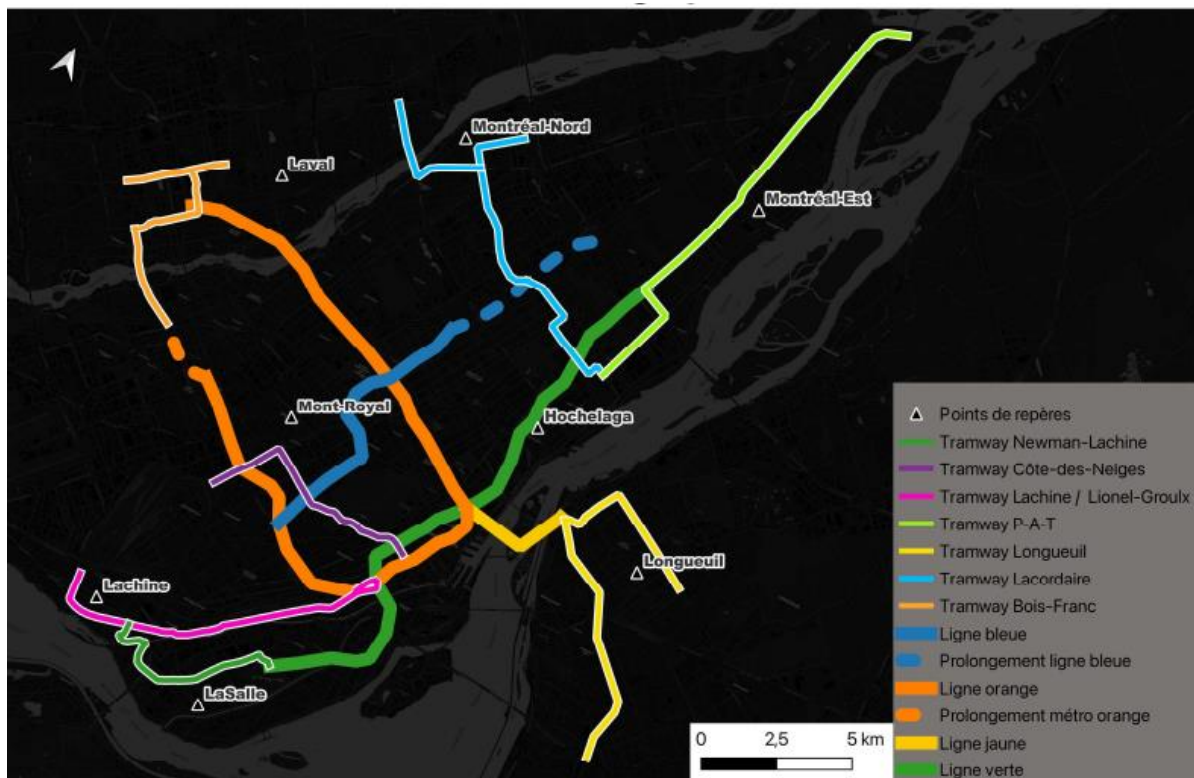 Montréal-Nord
Laval
Montréal-Est
Mont-Royal
Hochelaga
Longueuil
Lachine
LaSalle
Points de repères
Tramway Newman-Lachine
Tramway Côte-des-Neiges
Tramway Lachine / Lionel-Groulx
Tramway P-A-T
Tramway Longueuil
Tramway Lacordaire
Tramway Bois-Franc
Ligne bleue
Prolongement ligne bleue
Ligne orange
Prolongement métro orange
Ligne jaune
Ligne verte
0 2,5 5 km